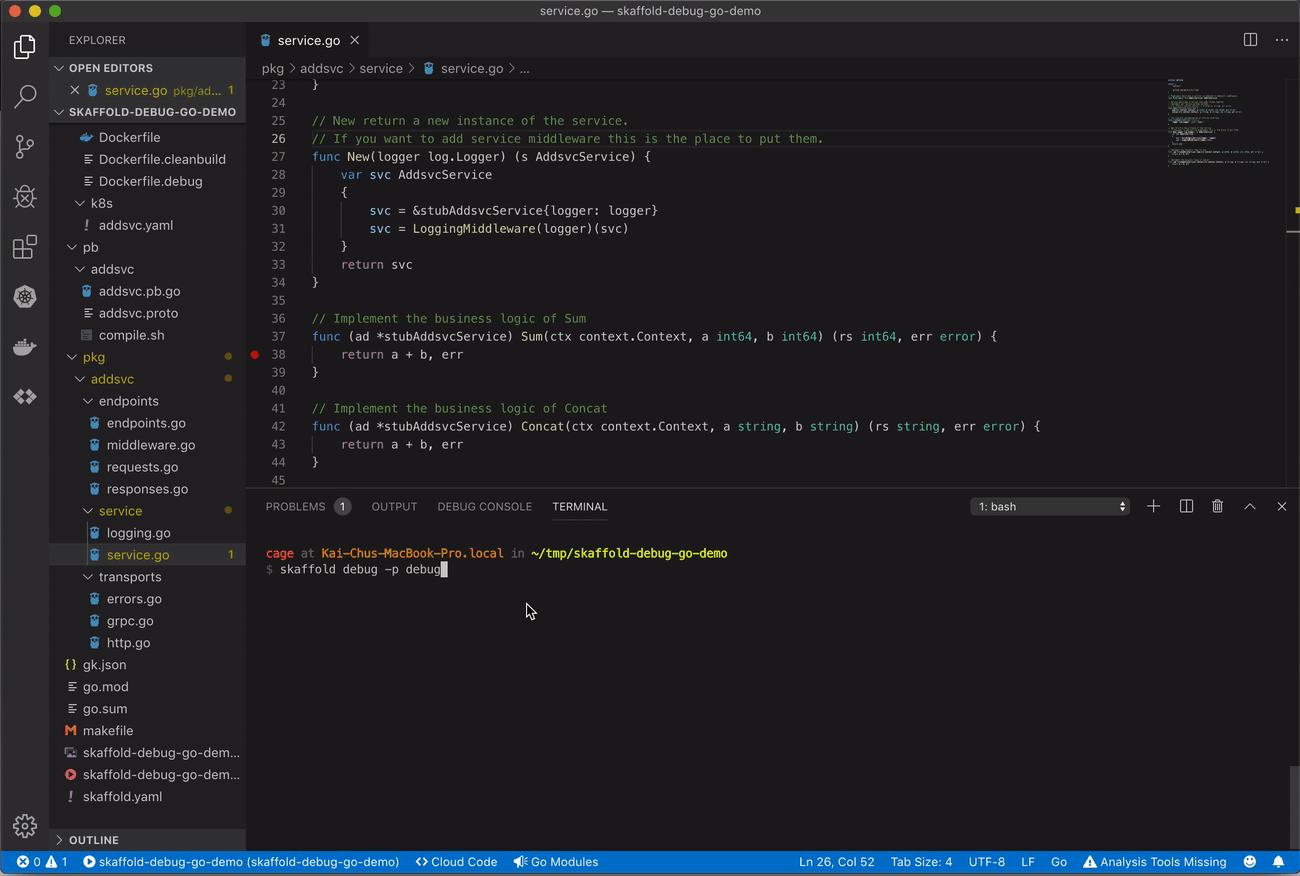 service.go — skaffold-debug-go-demo
EXPLORER
OPEN EDITORS
service.go pkg/ad... 1
SKAFFOLD-DEBUG-GO-DEMO
Dockerfile
Dockerfile.cleanbuild
Dockerfile.debug
k8s
addsvc.yaml
pb
addsvc
addsvc.pb.go
addsvc.proto
compile.sh
pkg
addsvc
endpoints
endpoints.go
middleware.go
requests.go
responses.go
service
logging.go
service.go 1
transports
errors.go
grpc.go
http.go
gk.json
go.mod
go.sum
makefile
skaffold-debug-go-dem...
skaffold-debug-go-dem...
skaffold.yaml
OUTLINE
service.go
pkg > addsvc > service > service.go > ...
23 }
24
25 // New return a new instance of the service.
26 // If you want to add service middleware this is the place to put them.
27 func New(logger log.Logger) (s AddsvcService) {
28 var svc AddsvcService
29 {
30 svc = &stubAddsvcService{logger: logger}
31 svc = LoggingMiddleware(logger)(svc)
32 }
33 return svc
34 }
35
36 // Implement the business logic of Sum
37 func (ad *stubAddsvcService) Sum(ctx context.Context, a int64, b int64) (rs int64, err error) {
38 return a + b, err
39 }
40
41 // Implement the business logic of Concat
42 func (ad *stubAddsvcService) Concat(ctx context.Context, a string, b string) (rs string, err error) {
43 return a + b, err
44 }
45
PROBLEMS 1 OUTPUT DEBUG CONSOLE TERMINAL 1: bash
cage at Kai-Chus-MacBook-Pro.local in ~/tmp/skaffold-debug-go-demo
$ skaffold debug -p debug
0 1 skaffold-debug-go-demo (skaffold-debug-go-demo) <> Cloud Code Go Modules Ln 26, Col 52 Tab Size: 4 UTF-8 LF Go Analysis Tools Missing